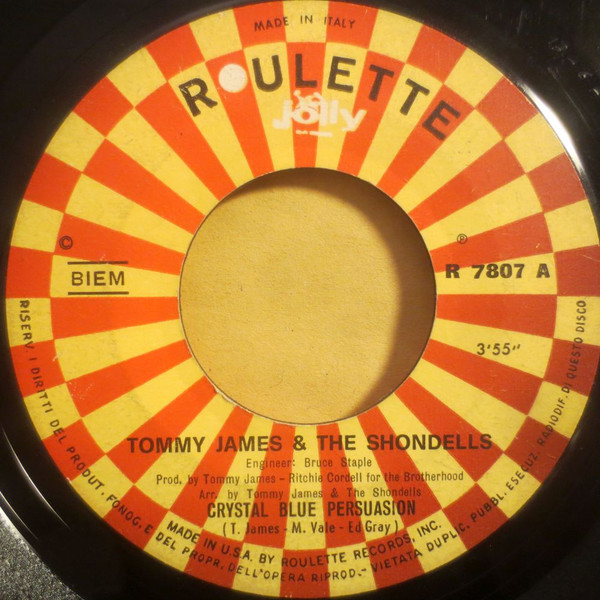 MADE IN ITALY
ROULETTE
Jolly
©
℗
BIEM
R 7807 A
3'55"
TOMMY JAMES & THE SHONDELLS
Engineer: Bruce Staple
Prod. by Tommy James - Ritchie Cordell for the Brotherhood
Arr. by Tommy James & The Shondells
CRYSTAL BLUE PERSUASION
( T. James - M. Vale - Ed Gray )
MADE IN U.S.A. BY ROULETTE RECORDS, INC.
RISERV. I DIRITTI DEL PRODUT. FONOG. E DEL PROPR. DELL'OPERA RIPROD. - VIETATA DUPLIC. PUBBL. ESECUZ. RADIODIF. DI QUESTO DISCO